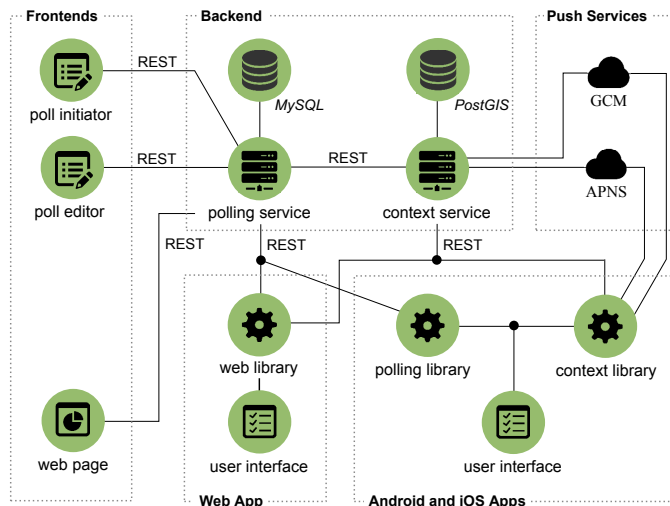 Frontends
Backend
Push Services
REST
poll initiator
MySQL
PostGIS
GCM
REST
REST
poll editor
polling service
context service
APNS
REST
REST
REST
web library
polling library
context library
web page
user interface
user interface
Web App
Android and iOS Apps